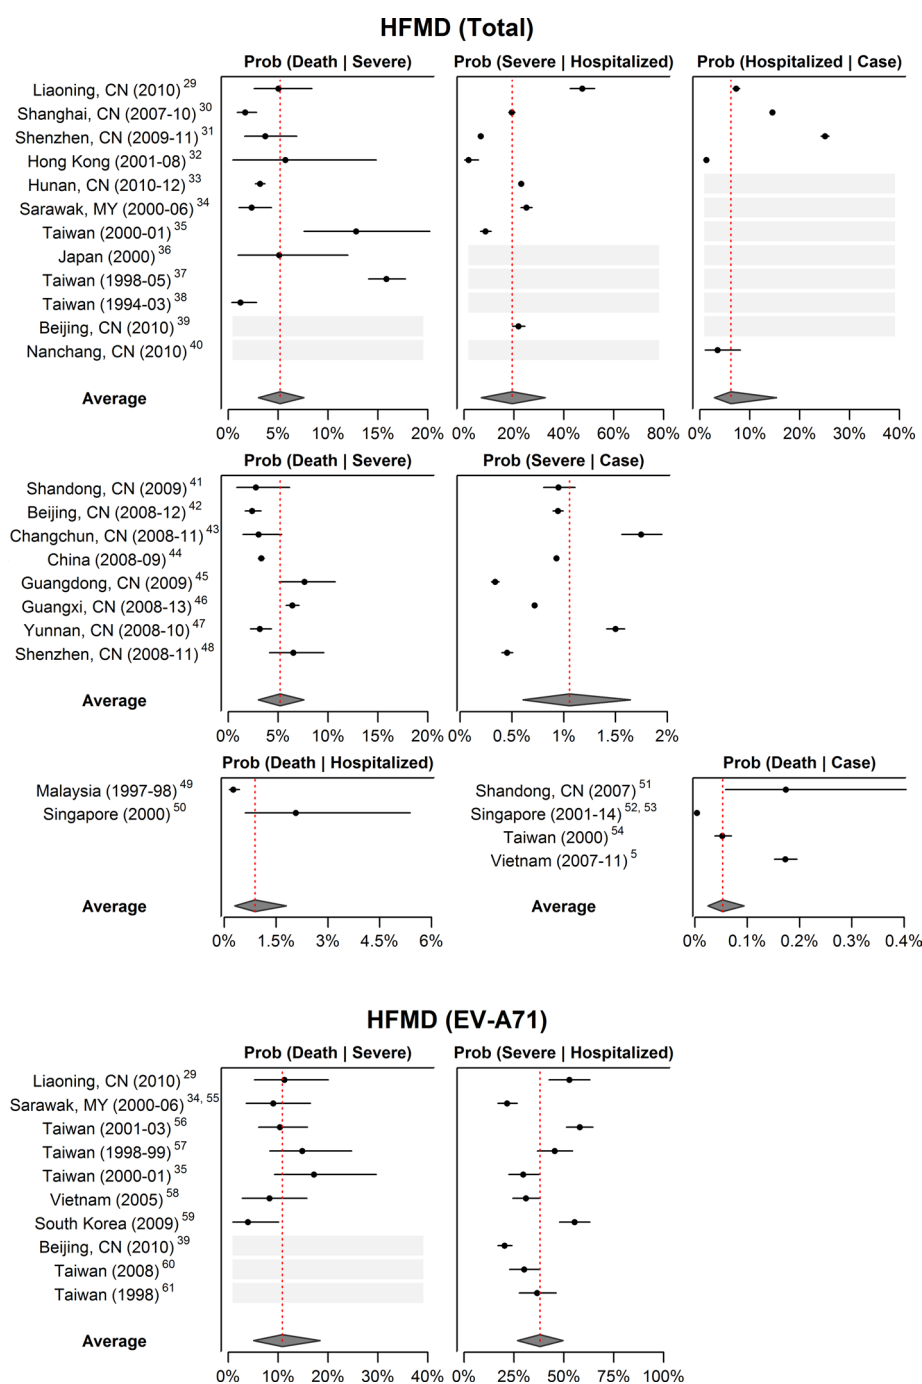 HFMD (Total)
Prob (Death | Severe) Prob (Severe | Hospitalized) Prob (Hospitalized | Case)
Liaoning, CN (2010) 29
Shanghai, CN (2007-10) 30
Shenzhen, CN (2009-11) 31
Hong Kong (2001-08) 32
Hunan, CN (2010-12) 33
Sarawak, MY (2000-06) 34
Taiwan (2000-01) 35
Japan (2000) 36
Taiwan (1998-05) 37
Taiwan (1994-03) 38
Beijing, CN (2010) 39
Nanchang, CN (2010) 40
Average
0% 5% 10% 15% 20% 0% 20% 40% 60% 80% 0% 10% 20% 30% 40%
Prob (Death | Severe) Prob (Severe | Case)
Shandong, CN (2009) 41
Beijing, CN (2008-12) 42
Changchun, CN (2008-11) 43
China (2008-09) 44
Guangdong, CN (2009) 45
Guangxi, CN (2008-13) 46
Yunnan, CN (2008-10) 47
Shenzhen, CN (2008-11) 48
Average
0% 5% 10% 15% 20% 0% 0.5% 1% 1.5% 2%
Prob (Death | Hospitalized) Prob (Death | Case)
Malaysia (1997-98) 49 Shandong, CN (2007) 51
Singapore (2000) 50 Singapore (2001-14) 52, 53
Taiwan (2000) 54
Vietnam (2007-11) 5
Average Average
0% 1.5% 3% 4.5% 6% 0% 0.1% 0.2% 0.3% 0.4%
HFMD (EV-A71)
Prob (Death | Severe) Prob (Severe | Hospitalized)
Liaoning, CN (2010) 29
Sarawak, MY (2000-06) 34, 55
Taiwan (2001-03) 56
Taiwan (1998-99) 57
Taiwan (2000-01) 35
Vietnam (2005) 58
South Korea (2009) 59
Beijing, CN (2010) 39
Taiwan (2008) 60
Taiwan (1998) 61
Average
0% 10% 20% 30% 40% 0% 25% 50% 75% 100%